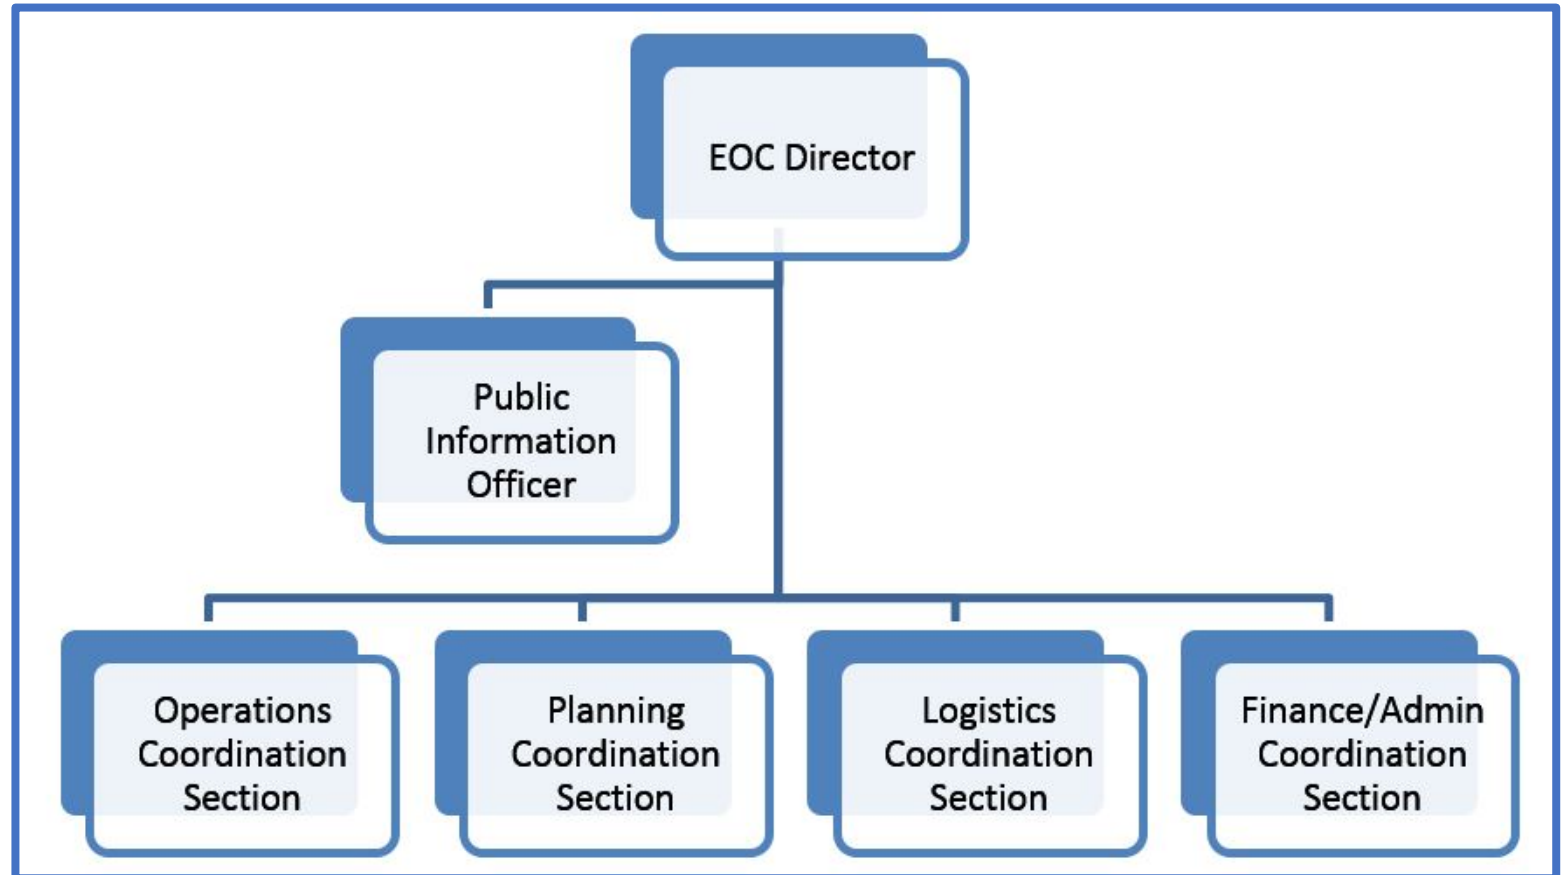 EOC Director
Public
Information
Officer
Operations
Coordination
Section
Planning
Coordination
Section
Logistics
Coordination
Section
Finance/Admin
Coordination
Section